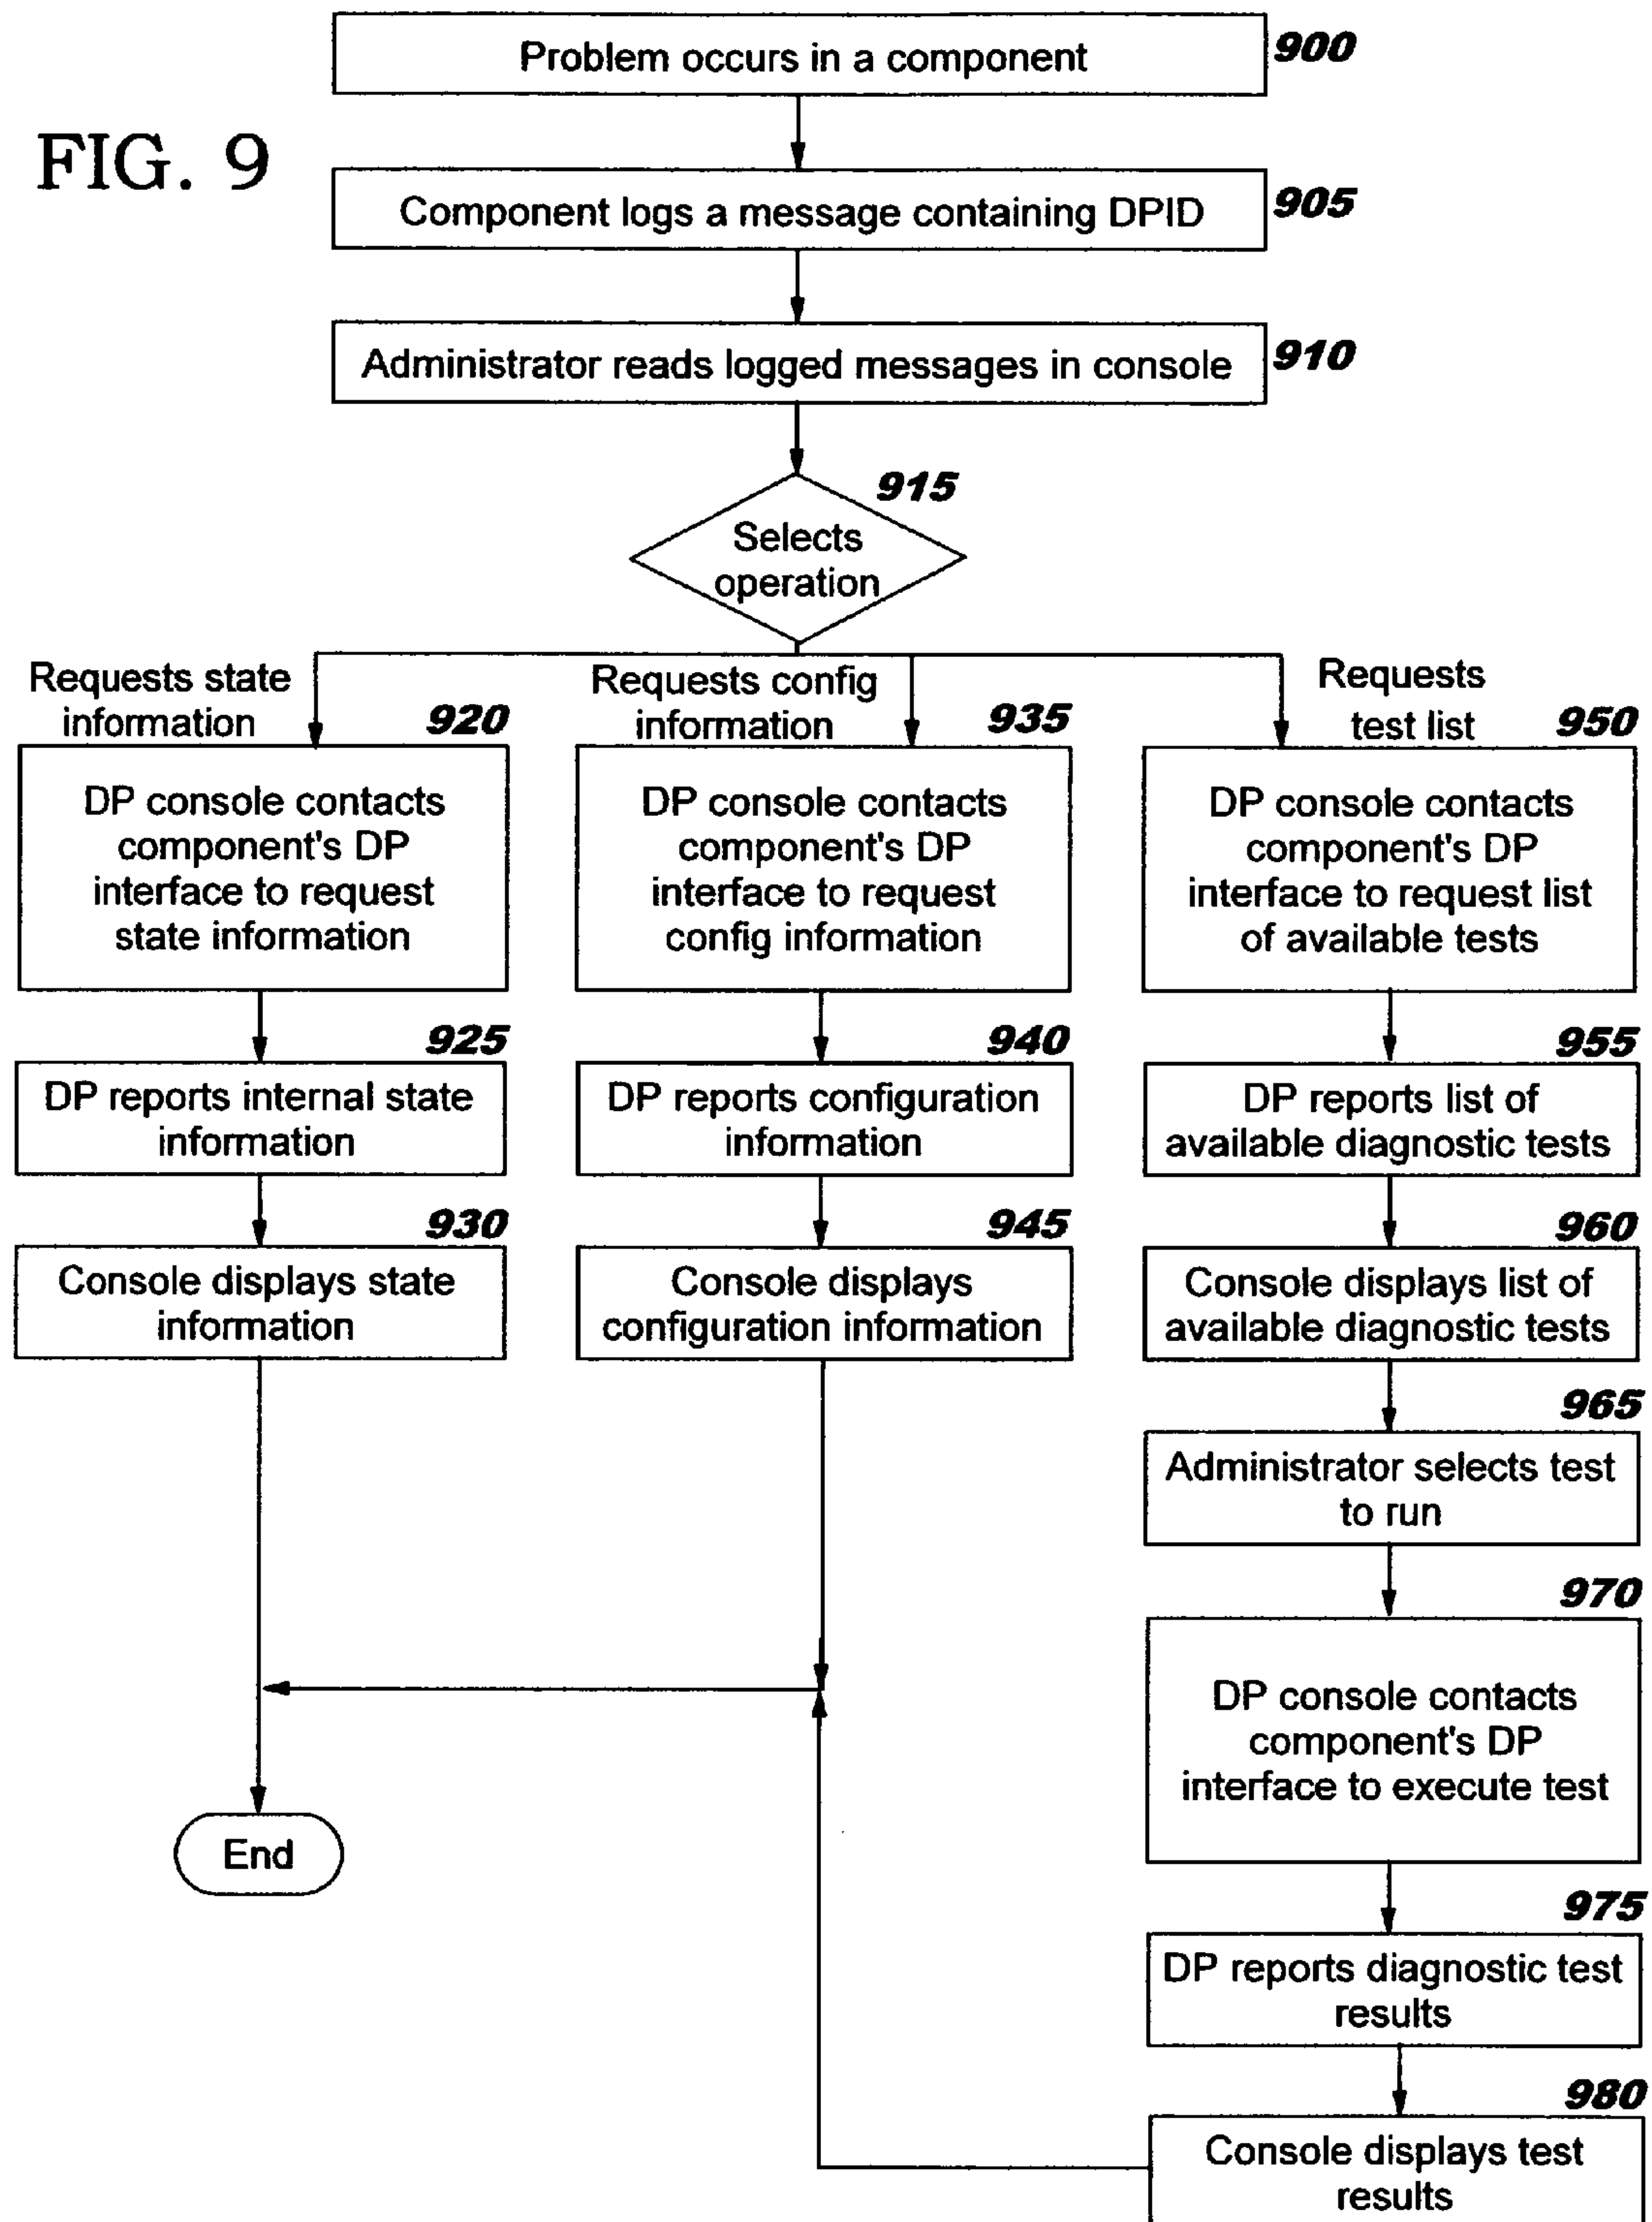 Problem occurs in a component
900
FIG. 9
Component logs a message containing DPID
905
Administrator reads logged messages in console
910
915
Selects
operation
Requests state
information
920
Requests config
information
935
Requests
test list
950
DP console contacts
component's DP
interface to request
state information
DP console contacts
component's DP
interface to request
config information
DP console contacts
component's DP
interface to request list
of available tests
925
DP reports internal state
information
940
DP reports configuration
information
955
DP reports list of
available diagnostic tests
930
Console displays state
information
945
Console displays
configuration information
960
Console displays list of
available diagnostic tests
965
Administrator selects test
to run
970
DP console contacts
component's DP
interface to execute test
End
975
DP reports diagnostic test
results
980
Console displays test
results